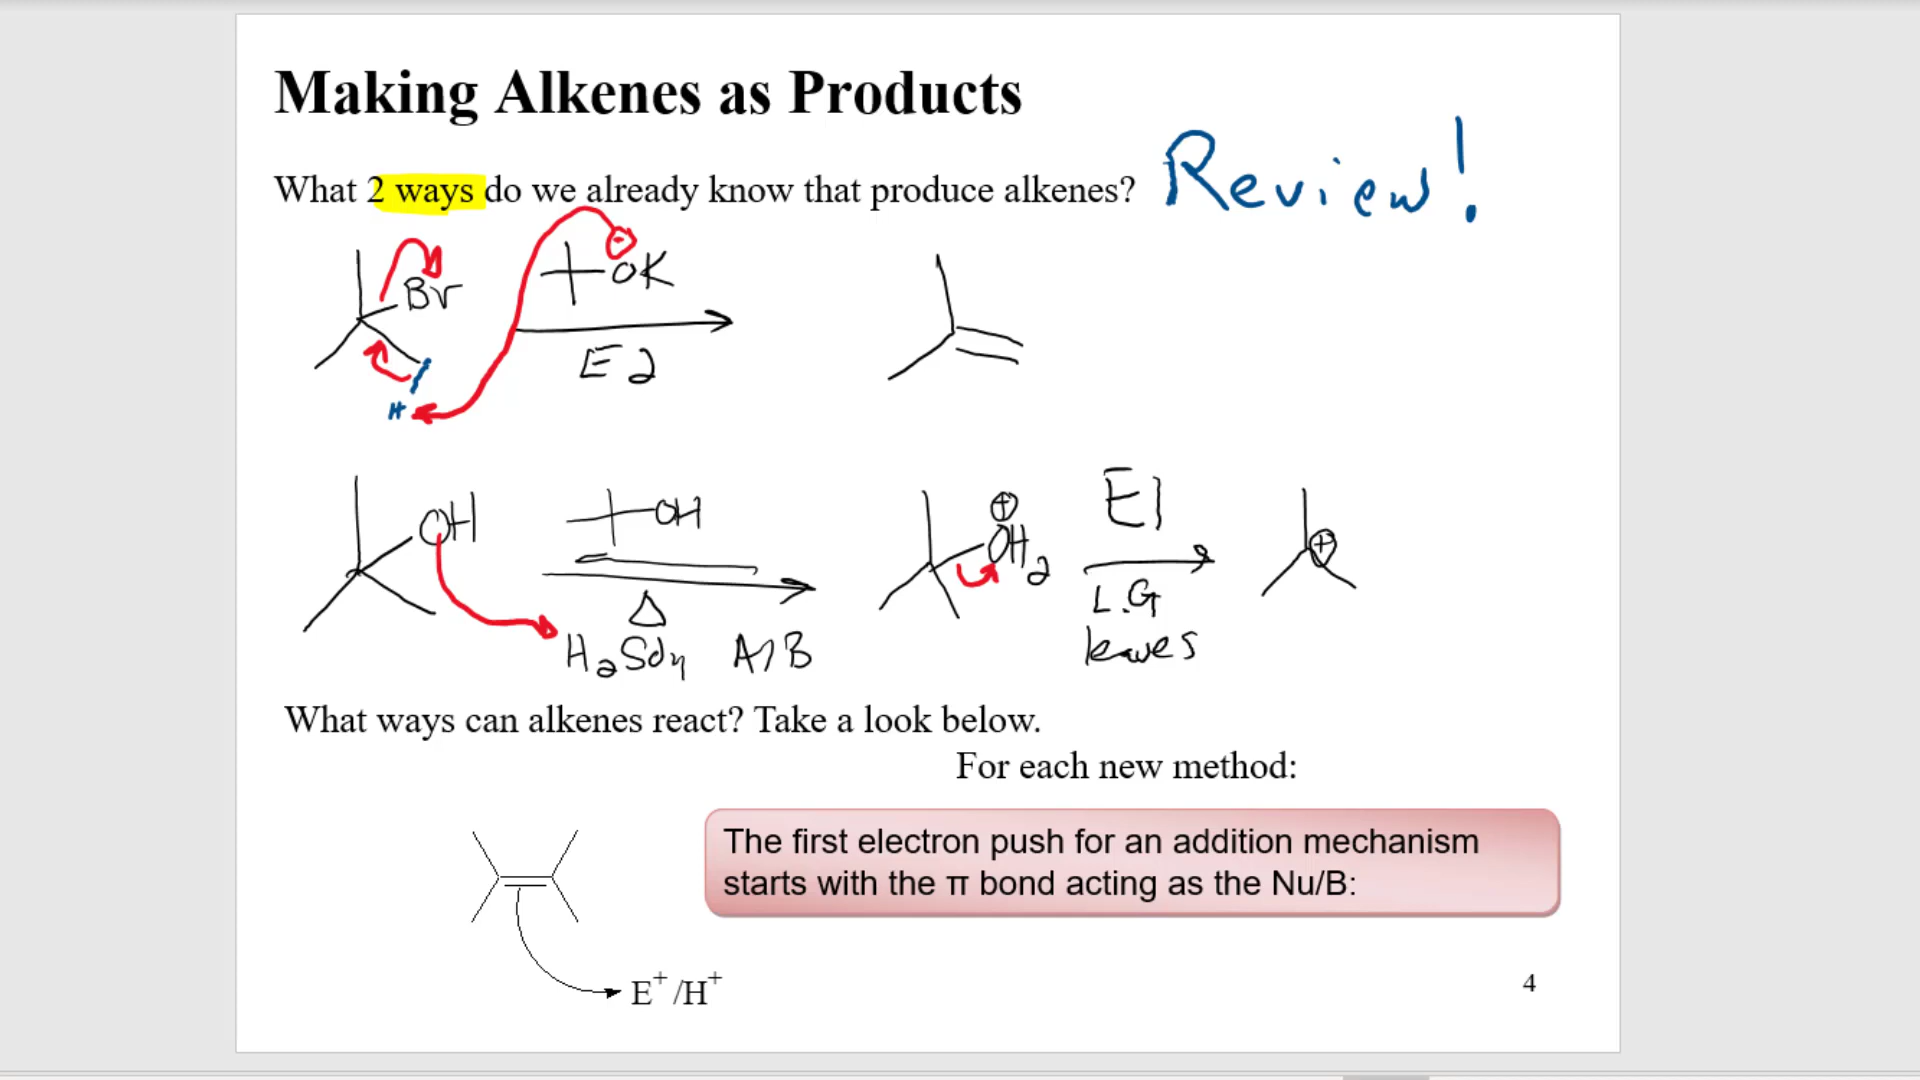 Making Alkenes as Products
What 2 ways do we already know that produce alkenes? Review!
Br
OK
-
E2
H
OH
OH
Δ
H2SO4 A/B
+
OH2
E1
L.G
leaves
+
What ways can alkenes react? Take a look below.
For each new method:
The first electron push for an addition mechanism
starts with the π bond acting as the Nu/B:
E+/H+
4